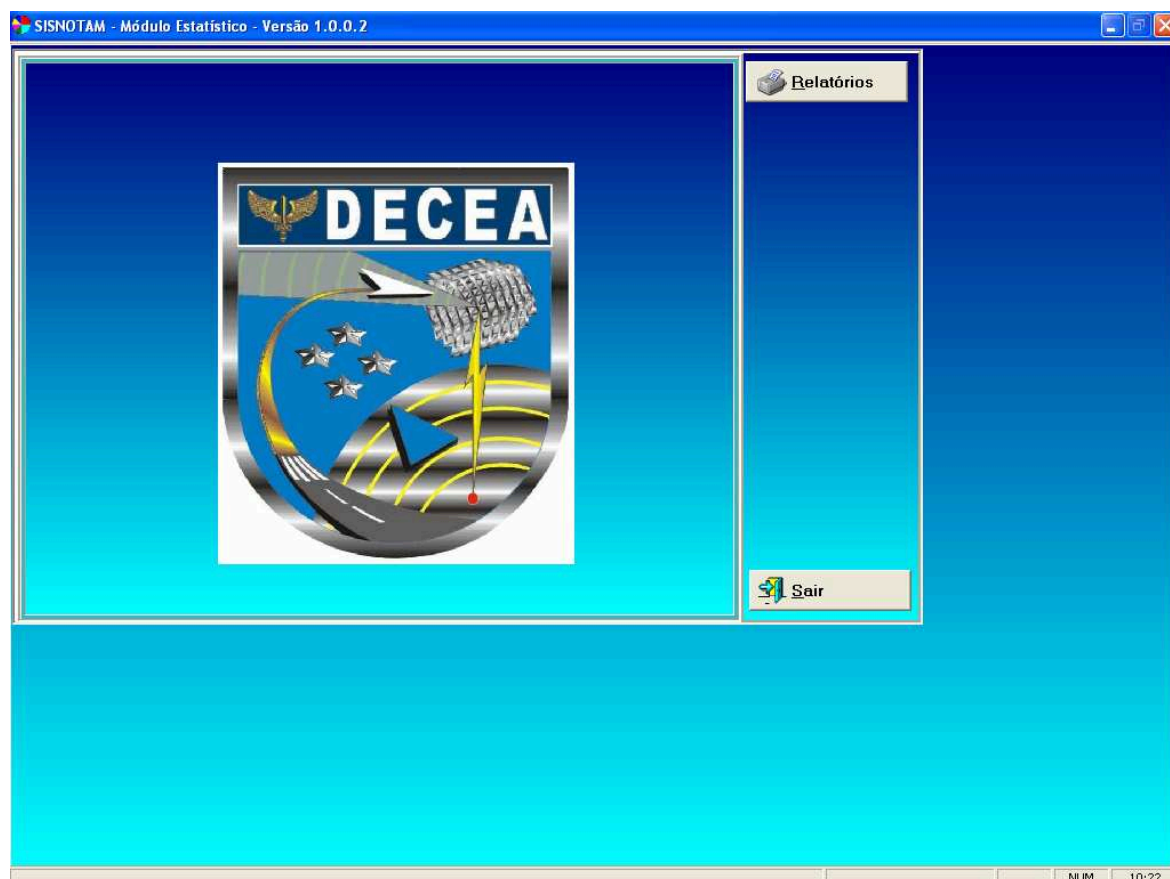 SISNOTAM - Módulo Estatístico - Versão 1.0.0.2
Relatórios
DECEA
Sair
NUM 10:22